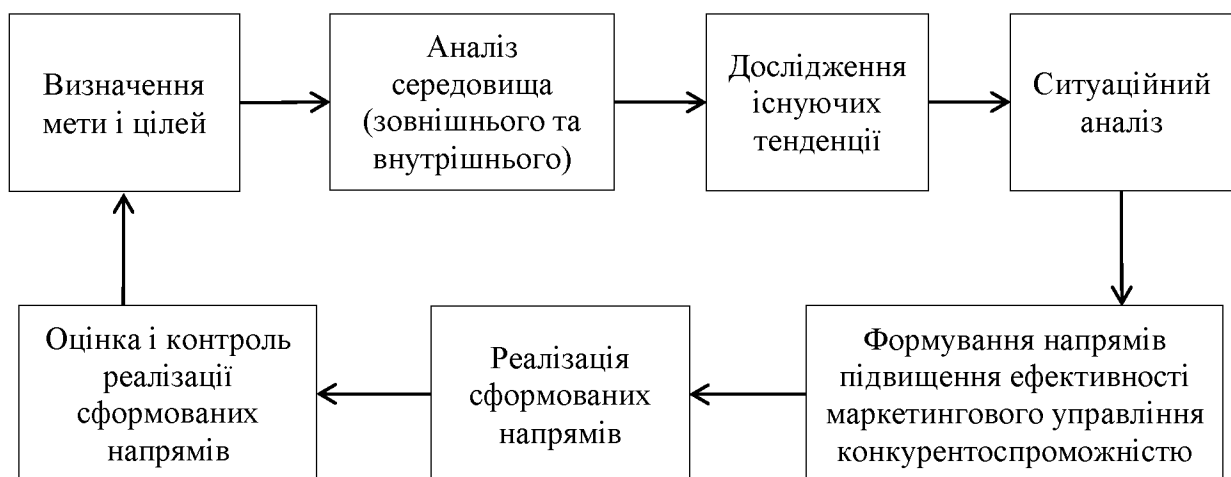 Визначення
мети і цілей
Аналіз
середовища
(зовнішнього та
внутрішнього)
Дослідження
існуючих
тенденції
Ситуаційний
аналіз
Формування напрямів
підвищення ефективності
маркетингового управління
конкурентоспроможністю
Реалізація
сформованих
напрямів
Оцінка і контроль
реалізації
сформованих
напрямів